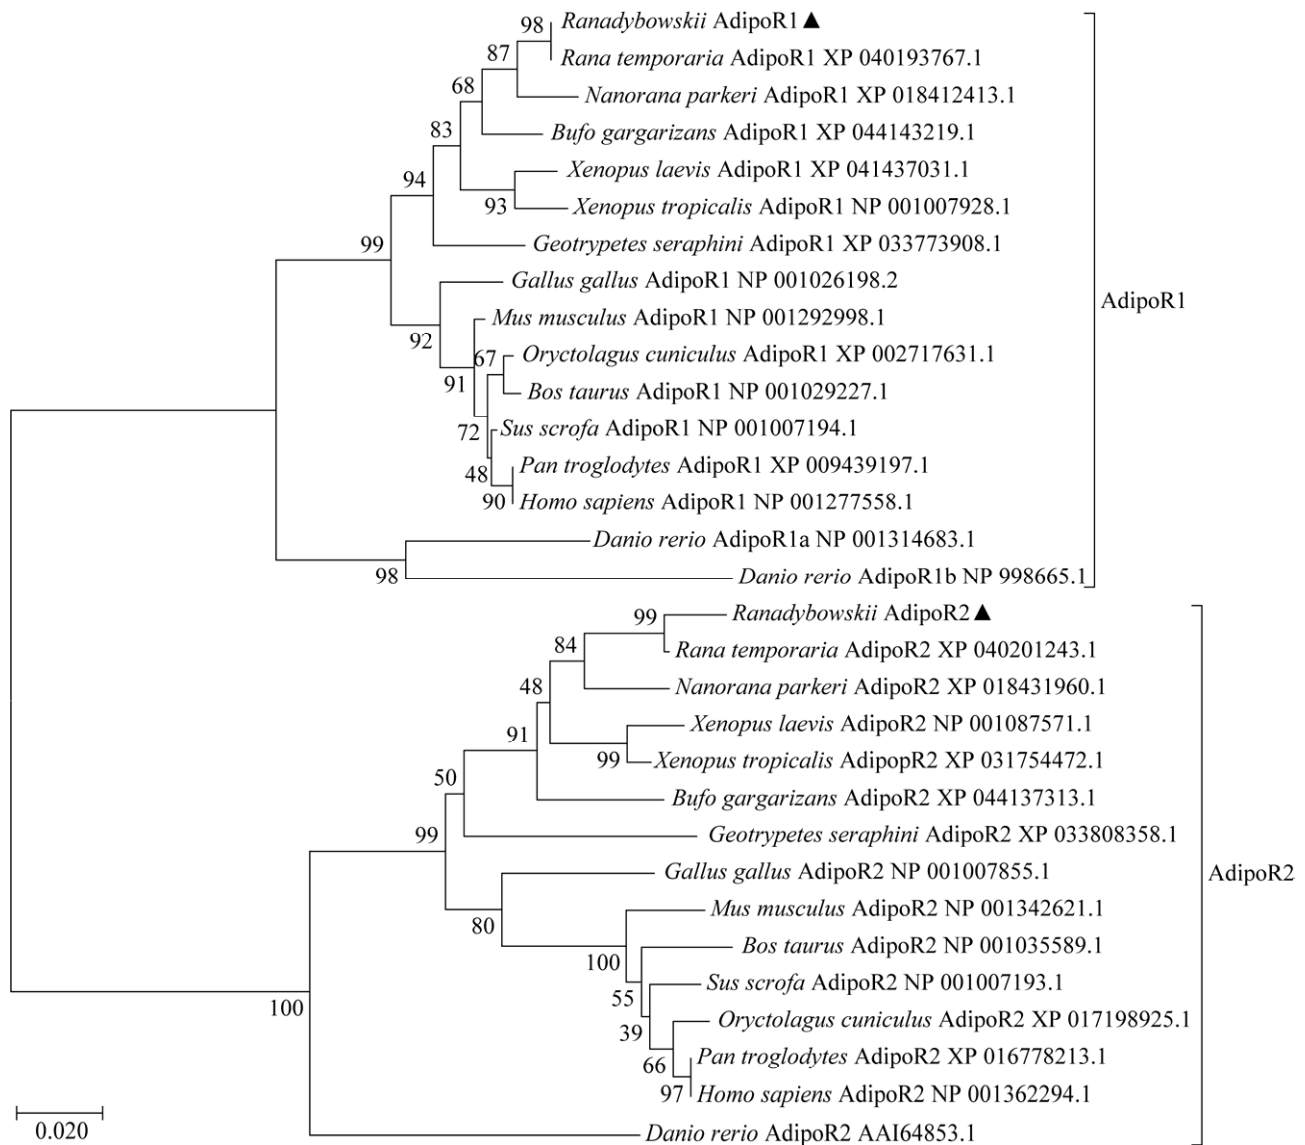 98
Ranadybowskii AdipoR1▲
87
Rana temporaria AdipoR1 XP 040193767.1
68
Nanorana parkeri AdipoR1 XP 018412413.1
83
Bufo gargarizans AdipoR1 XP 044143219.1
94
Xenopus laevis AdipoR1 XP 041437031.1
93
Xenopus tropicalis AdipoR1 NP 001007928.1
99
Geotrypetes seraphini AdipoR1 XP 033773908.1
Gallus gallus AdipoR1 NP 001026198.2
AdipoR1
92
Mus musculus AdipoR1 NP 001292998.1
67
Oryctolagus cuniculus AdipoR1 XP 002717631.1
91
Bos taurus AdipoR1 NP 001029227.1
72
Sus scrofa AdipoR1 NP 001007194.1
48
Pan troglodytes AdipoR1 XP 009439197.1
90
Homo sapiens AdipoR1 NP 001277558.1
Danio rerio AdipoR1a NP 001314683.1
98
Danio rerio AdipoR1b NP 998665.1
99
Ranadybowskii AdipoR2▲
84
Rana temporaria AdipoR2 XP 040201243.1
48
Nanorana parkeri AdipoR2 XP 018431960.1
91
Xenopus laevis AdipoR2 NP 001087571.1
99
Xenopus tropicalis AdipopR2 XP 031754472.1
50
Bufo gargarizans AdipoR2 XP 044137313.1
99
Geotrypetes seraphini AdipoR2 XP 033808358.1
Gallus gallus AdipoR2 NP 001007855.1
AdipoR2
80
Mus musculus AdipoR2 NP 001342621.1
100
Bos taurus AdipoR2 NP 001035589.1
55
Sus scrofa AdipoR2 NP 001007193.1
100
39
Oryctolagus cuniculus AdipoR2 XP 017198925.1
66
Pan troglodytes AdipoR2 XP 016778213.1
97
Homo sapiens AdipoR2 NP 001362294.1
0.020
Danio rerio AdipoR2 AAI64853.1